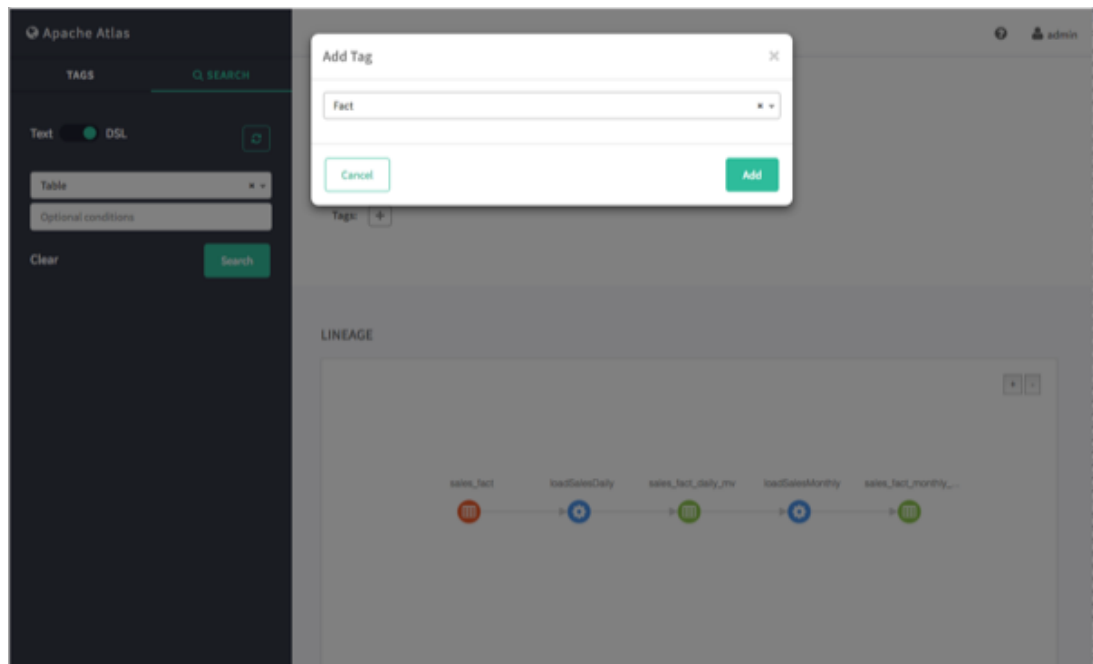 Apache Atlas
admin
TAGS
SEARCH
Text
DSL
Table
Optional conditions
Clear
Search
Add Tag
×
Fact
×
Cancel
Add
Tags:
+
LINEAGE
+ -
sales_fact
loadSalesDaily
sales_fact_daily_mv
loadSalesMonthly
sales_fact_monthly_...